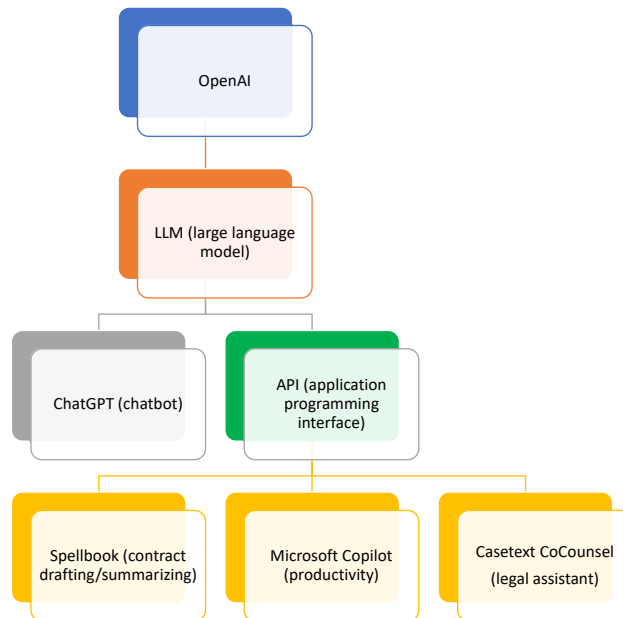 OpenAI
LLM (large language
model)
ChatGPT (chatbot)
API (application
programming
interface)
Spellbook (contract
drafting/summarizing)
Microsoft Copilot
(productivity)
Casetext CoCounsel
(legal assistant)